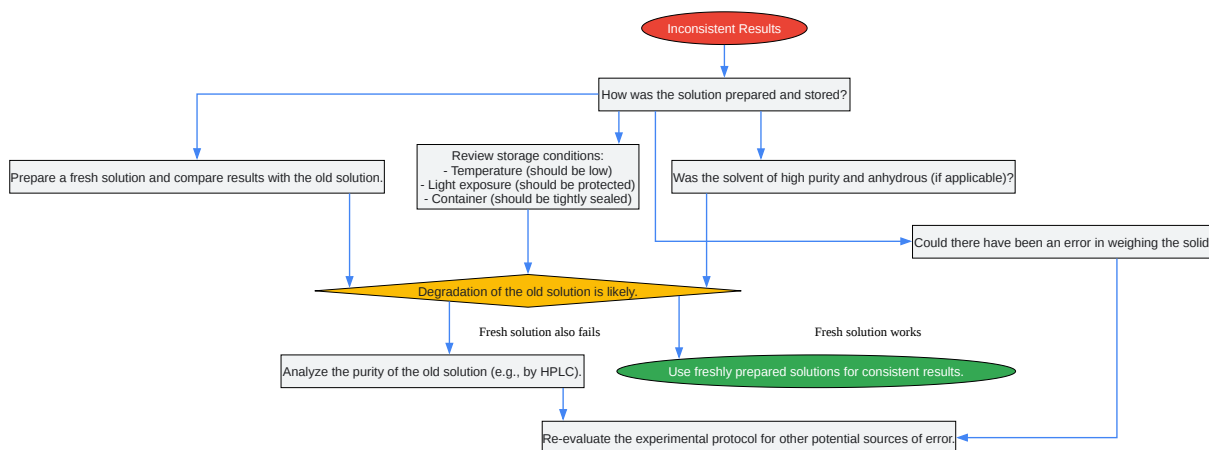 Inconsistent Results
How was the solution prepared and stored?
Prepare a fresh solution and compare results with the old solution.
Review storage conditions:
- Temperature (should be low)
- Light exposure (should be protected)
- Container (should be tightly sealed)
Was the solvent of high purity and anhydrous (if applicable)?
Could there have been an error in weighing the solid
Degradation of the old solution is likely.
Fresh solution also fails
Fresh solution works
Analyze the purity of the old solution (e.g., by HPLC).
Use freshly prepared solutions for consistent results.
Re-evaluate the experimental protocol for other potential sources of error.